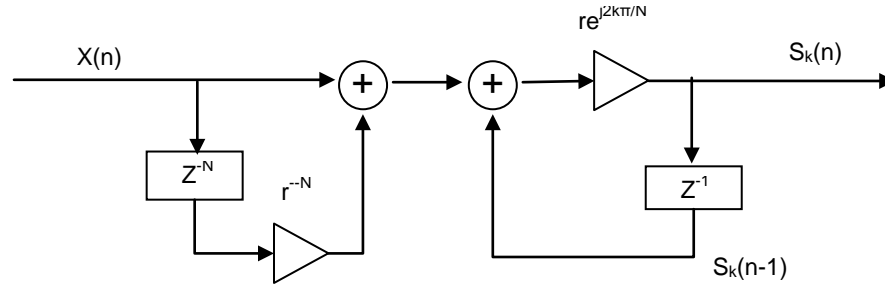 re^j2kπ/N
X(n)
S_k(n)
+
+
Z^-N
r^--N
Z^-1
S_k(n-1)